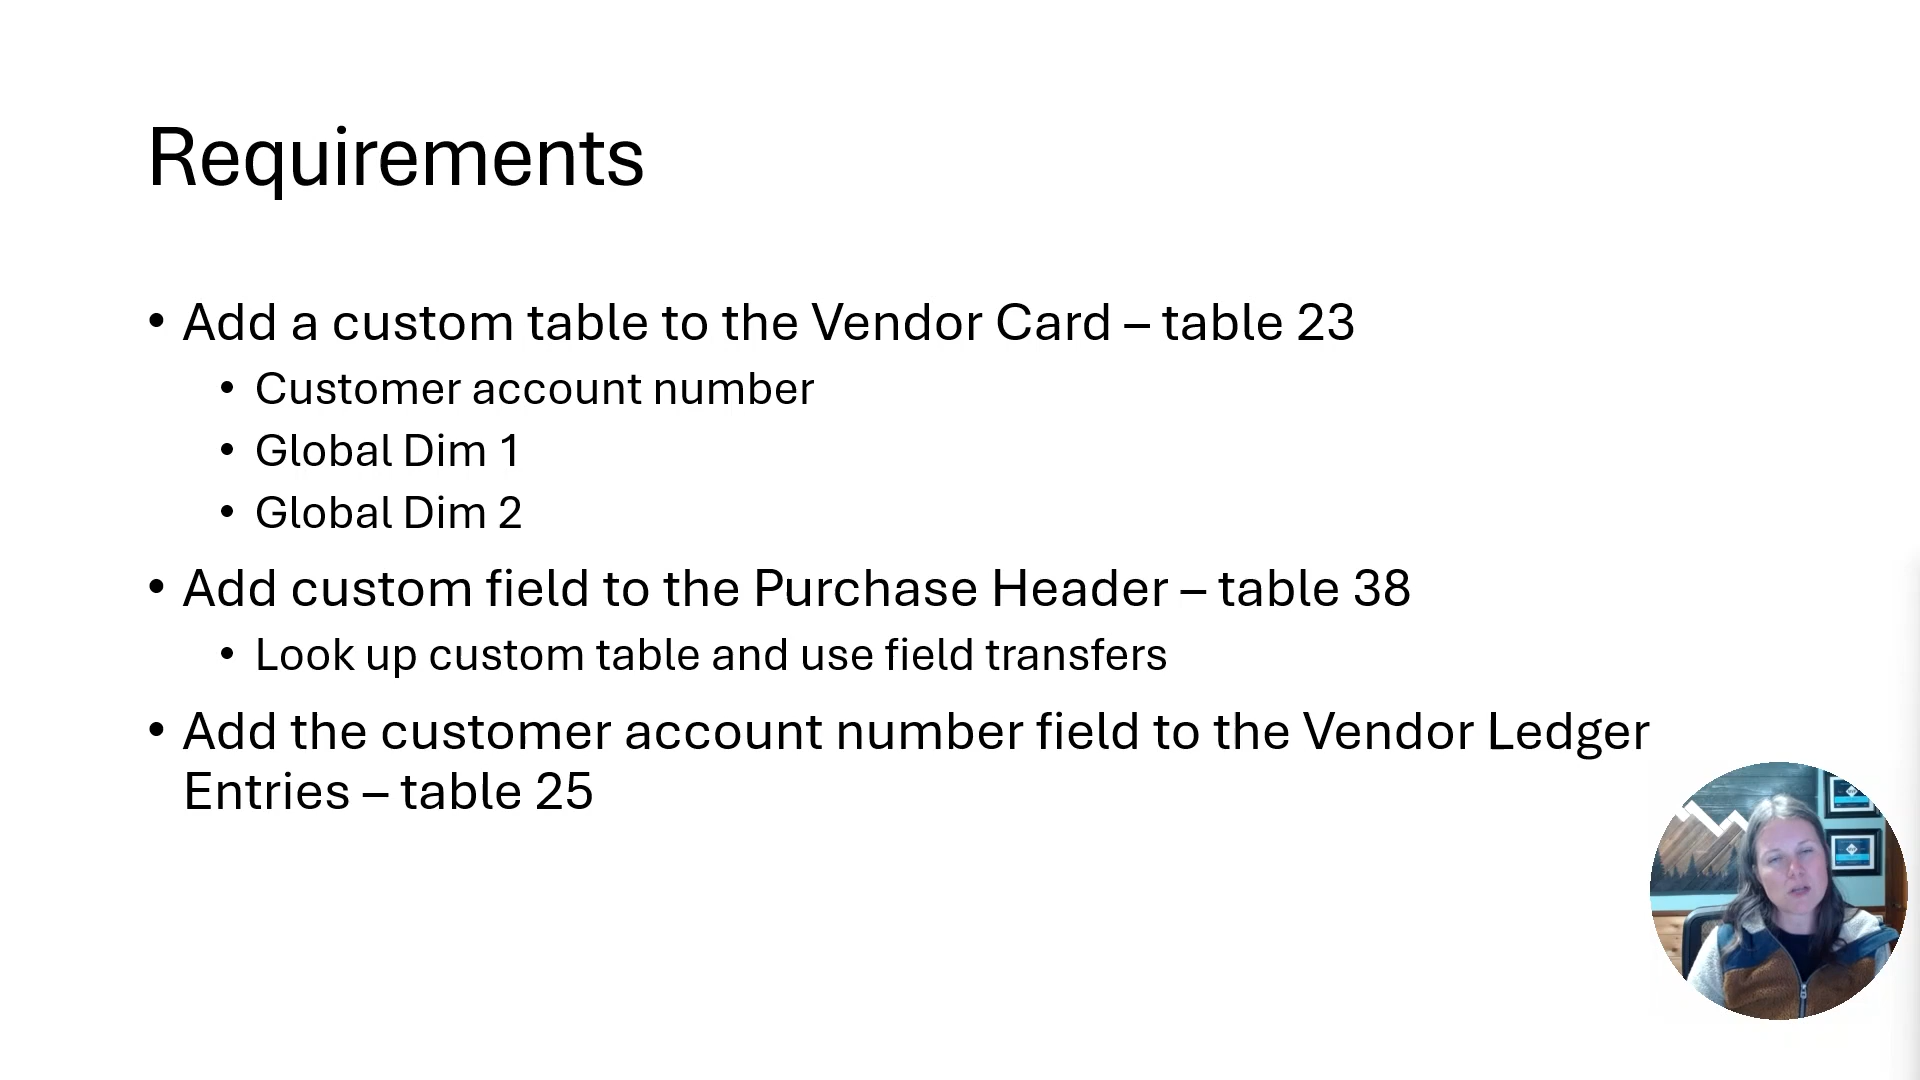 Requirements
• Add a custom table to the Vendor Card – table 23
• Customer account number
• Global Dim 1
• Global Dim 2
• Add custom field to the Purchase Header – table 38
• Look up custom table and use field transfers
• Add the customer account number field to the Vendor Ledger
Entries – table 25